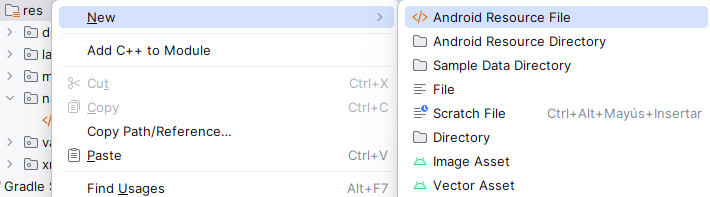 res
New
Add C++ to Module
Cut Ctrl+X
Copy Ctrl+C
Copy Path/Reference...
Paste Ctrl+V
Find Usages Alt+F7
Android Resource File
Android Resource Directory
Sample Data Directory
File
Scratch File Ctrl+Alt+Mayús+Insertar
Directory
Image Asset
Vector Asset
d
la
m
na
va
xr
Gradle S